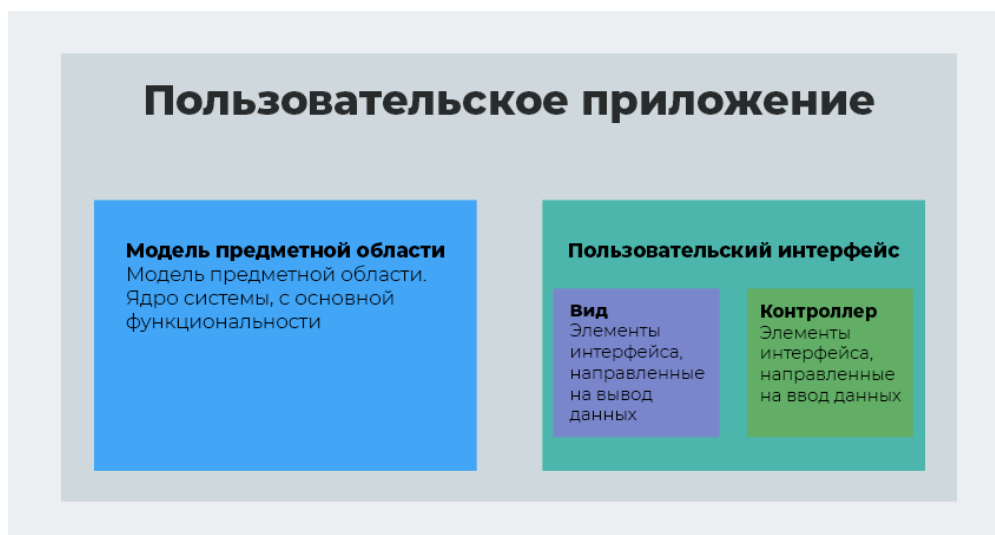 Пользовательское приложение
Модель предметной области
Модель предметной области.
Ядро системы, с основной
функциональности
Пользовательский интерфейс
Вид
Элементы
интерфейса,
направленные
на вывод
данных
Контроллер
Элементы
интерфейса,
направленные
на ввод данных